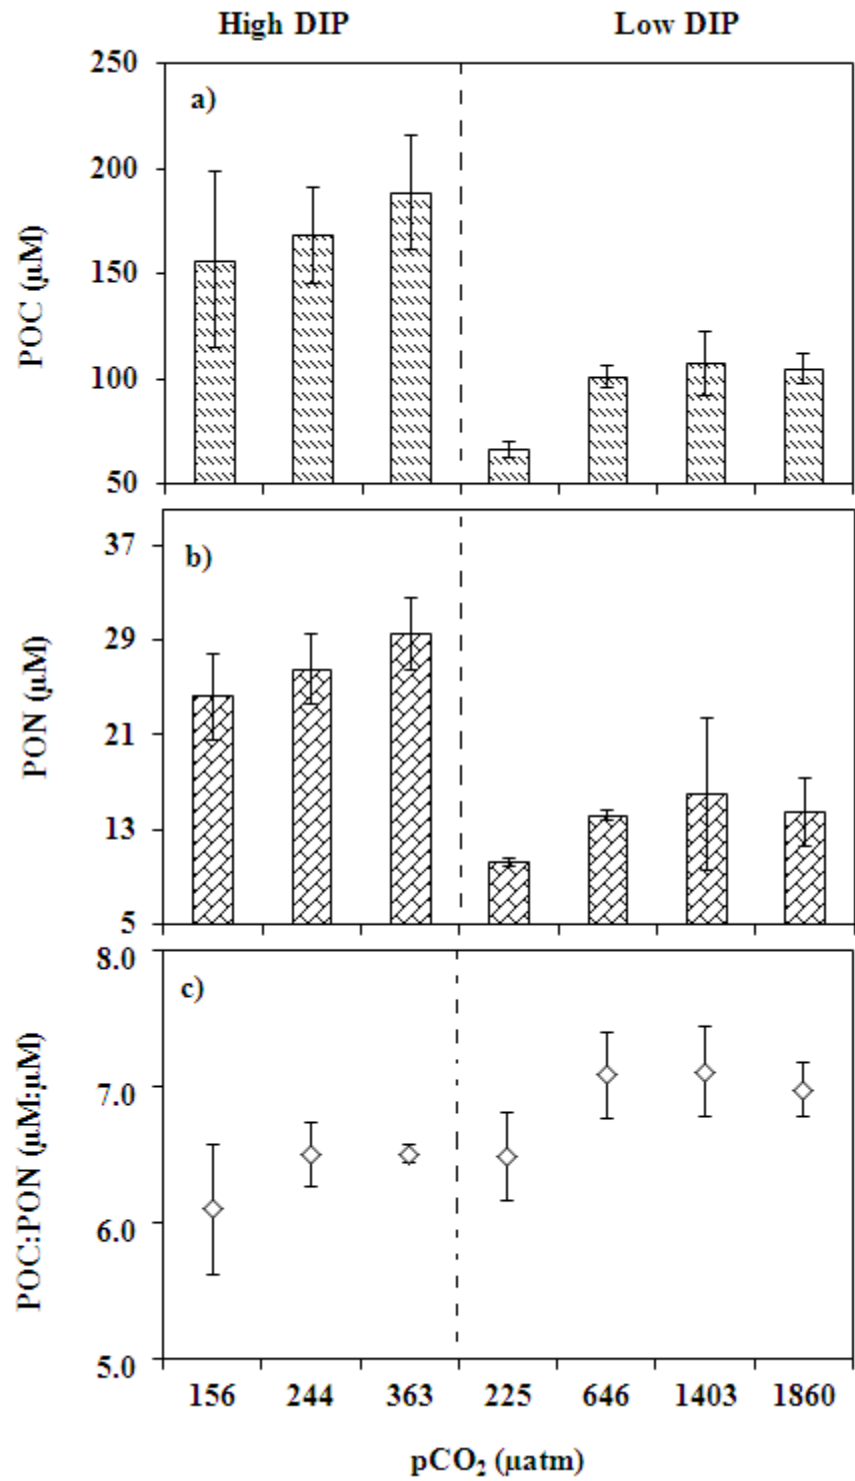 High DIP Low DIP
250
a)
200
150
100
50
POC (µM)
37
b)
29
21
13
5
PON (µM)
8.0
c)
7.0
6.0
5.0
POC:PON (µM:µM)
156 244 363 225 646 1403 1860
pCO₂ (µatm)